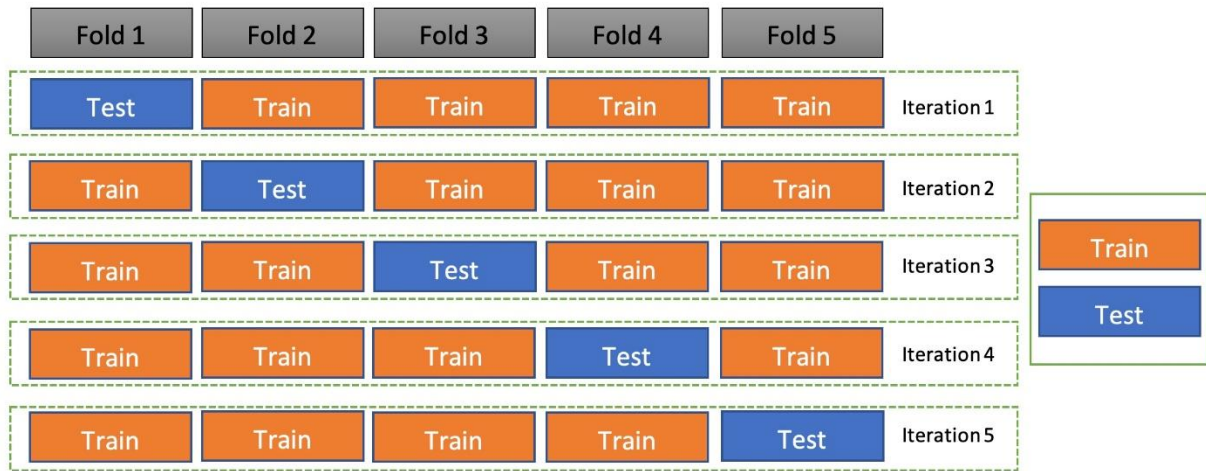 Fold 1 Fold 2 Fold 3 Fold 4 Fold 5
Test Train Train Train Train Iteration 1
Train Test Train Train Train Iteration 2
Train Train Test Train Train Iteration 3
Train Train Train Test Train Iteration 4
Train Train Train Train Test Iteration 5
Train
Test